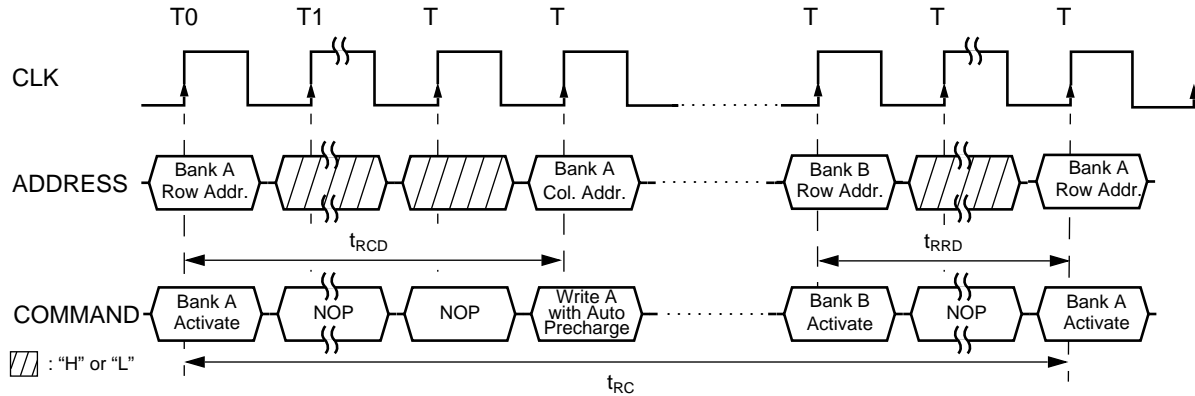 T0 T1 T T T T T
CLK
ADDRESS
Bank A
Row Addr.
Bank A
Col. Addr.
Bank B
Row Addr.
Bank A
Row Addr.
tRCD
tRRD
COMMAND
Bank A
Activate
NOP
NOP
Write A
with Auto
Precharge
Bank B
Activate
NOP
Bank A
Activate
: “H” or “L”
tRC